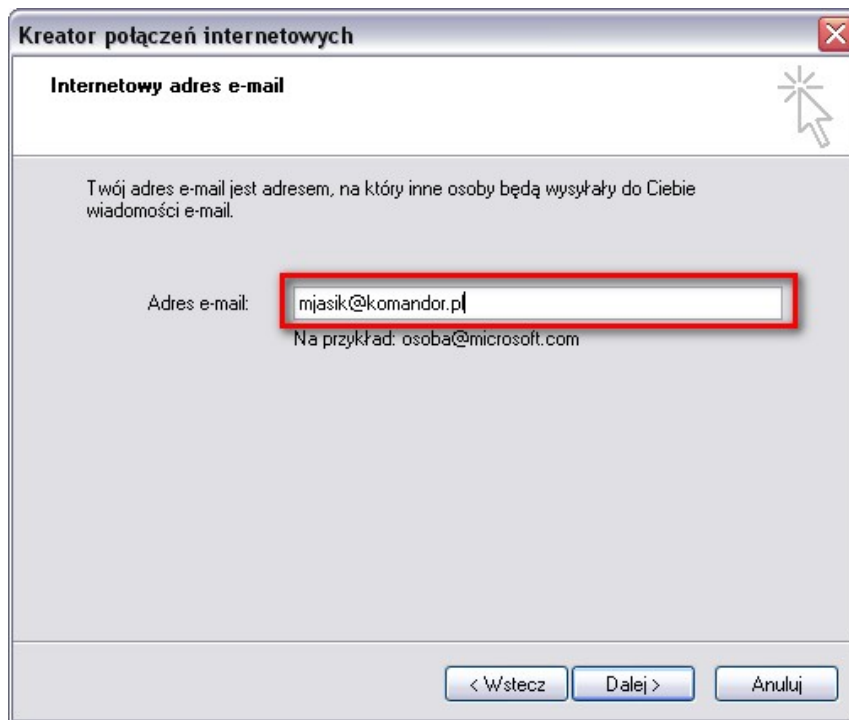 Kreator połączeń internetowych
Internetowy adres e-mail
Twój adres e-mail jest adresem, na który inne osoby będą wysyłały do Ciebie
wiadomości e-mail.
Adres e-mail: mjasik@komandor.pl
Na przykład: osoba@microsoft.com
< Wstecz Dalej > Anuluj